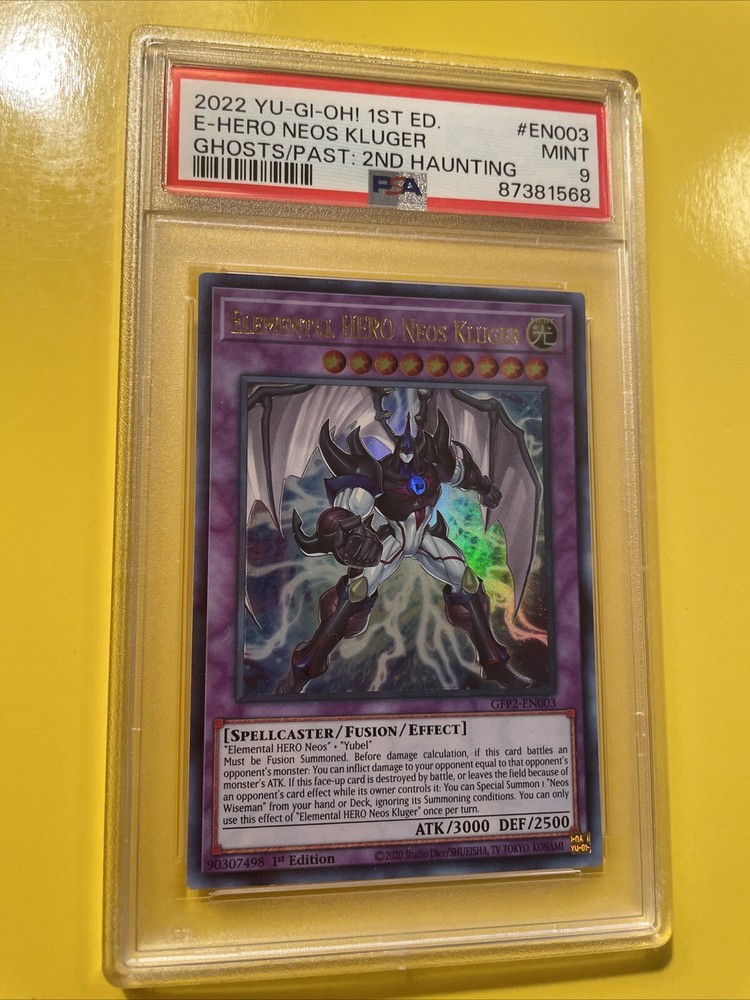 2022 YU-GI-OH! 1ST ED. #EN003
E-HERO NEOS KLUGER MINT
GHOSTS/PAST: 2ND HAUNTING 9
PSA 87381568
Elemental HERO Neos Kluger 光
GFP2-EN003
[Spellcaster/Fusion/Effect]
"Elemental HERO Neos" + "Yubel"
Must be Fusion Summoned. Before damage calculation, if this card battles an
opponent's monster: You can inflict damage to your opponent equal to that opponent's
monster's ATK. If this face-up card is destroyed by battle, or leaves the field because of
an opponent's card effect while its owner controls it: You can Special Summon 1 "Neos
Wiseman" from your hand or Deck, ignoring its Summoning conditions. You can only
use this effect of "Elemental HERO Neos Kluger" once per turn.
ATK/3000 DEF/2500
90307498 1st Edition ©2020 Studio Dice/SHUEISHA, TV TOKYO, KONAMI